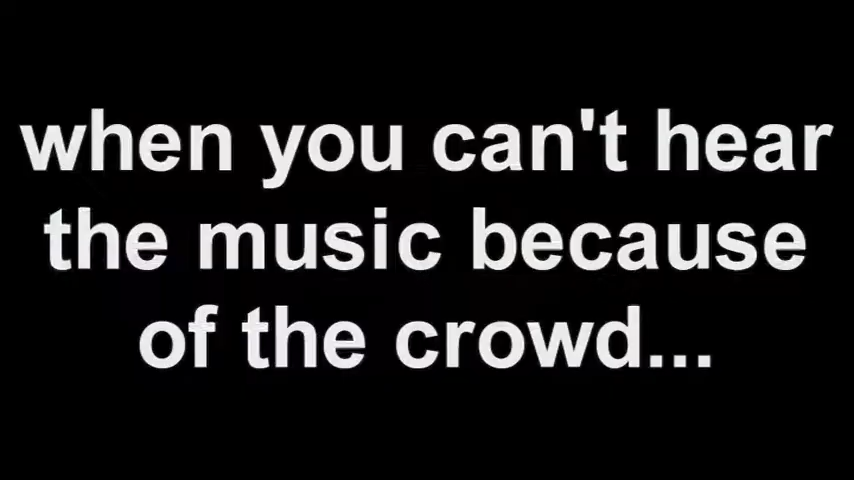 when you can't hear
the music because
of the crowd...